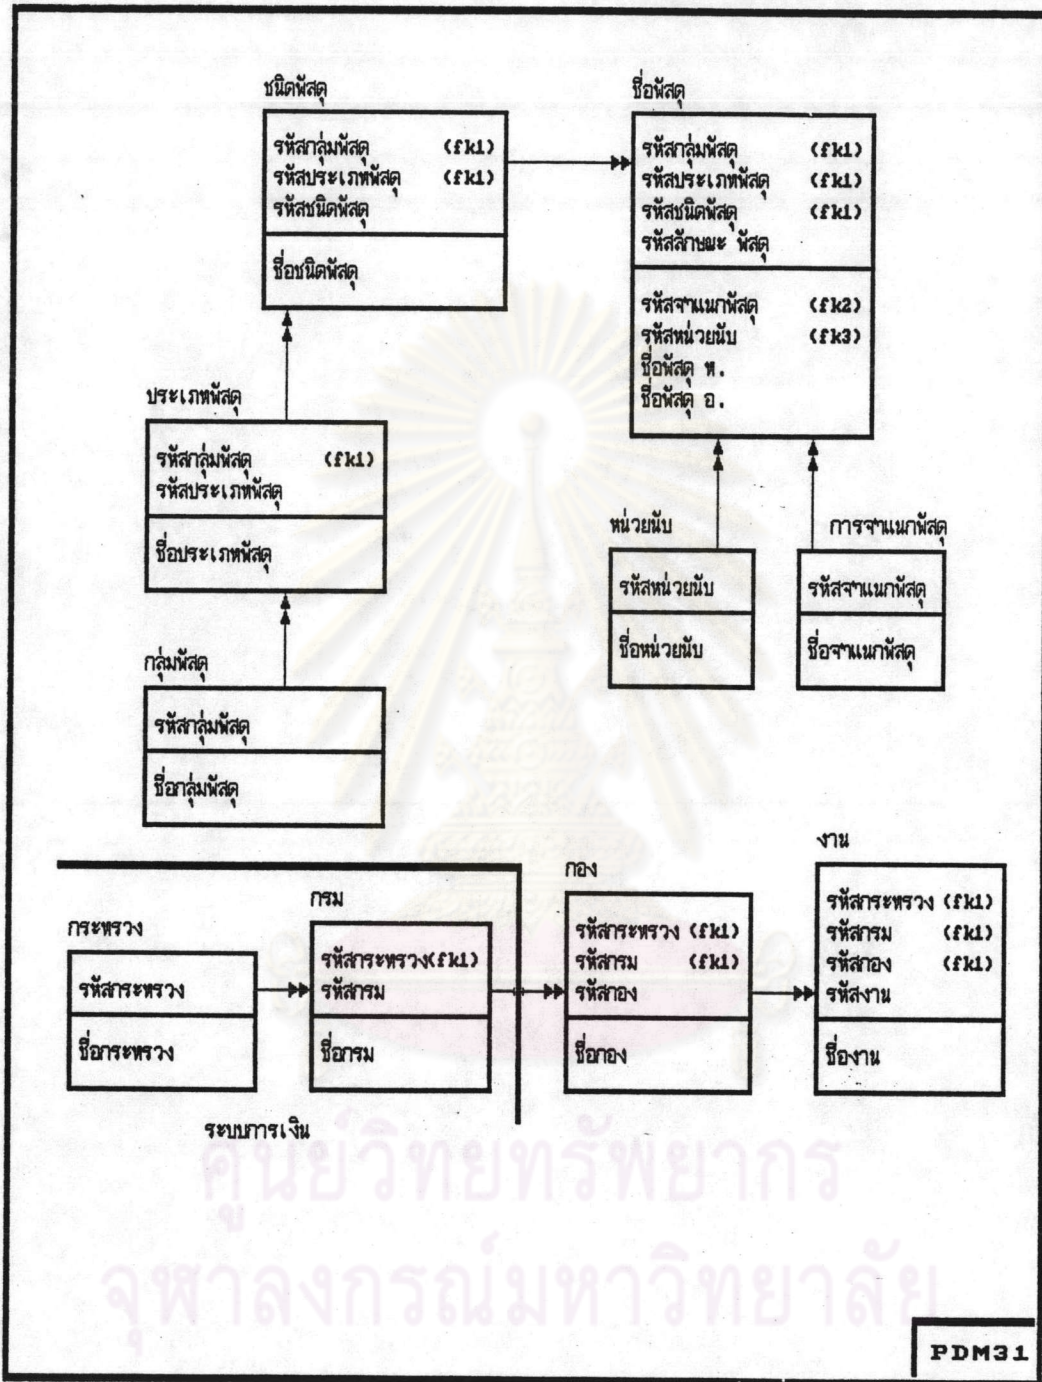 ชนิดพัสดุ
รหัสกลุ่มพัสดุ (fk1)
รหัสประเภทพัสดุ (fk1)
รหัสชนิดพัสดุ
ชื่อชนิดพัสดุ
ชื่อพัสดุ
รหัสกลุ่มพัสดุ (fk1)
รหัสประเภทพัสดุ (fk1)
รหัสชนิดพัสดุ (fk1)
รหัสลักษณะ พัสดุ
รหัสจำแนกพัสดุ (fk2)
รหัสหน่วยนับ (fk3)
ชื่อพัสดุ ท.
ชื่อพัสดุ อ.
ประเภทพัสดุ
รหัสกลุ่มพัสดุ (fk1)
รหัสประเภทพัสดุ
ชื่อประเภทพัสดุ
หน่วยนับ
รหัสหน่วยนับ
ชื่อหน่วยนับ
การจำแนกพัสดุ
รหัสจำแนกพัสดุ
ชื่อจำแนกพัสดุ
กลุ่มพัสดุ
รหัสกลุ่มพัสดุ
ชื่อกลุ่มพัสดุ
กระทรวง
รหัสกระทรวง
ชื่อกระทรวง
กรม
รหัสกระทรวง(fk1)
รหัสกรม
ชื่อกรม
กอง
รหัสกระทรวง (fk1)
รหัสกรม (fk1)
รหัสกอง
ชื่อกอง
งาน
รหัสกระทรวง (fk1)
รหัสกรม (fk1)
รหัสกอง (fk1)
รหัสงาน
ชื่องาน
ระบบการเงิน
ศูนย์วิทยทรัพยากร
จุฬาลงกรณ์มหาวิทยาลัย
PDM31